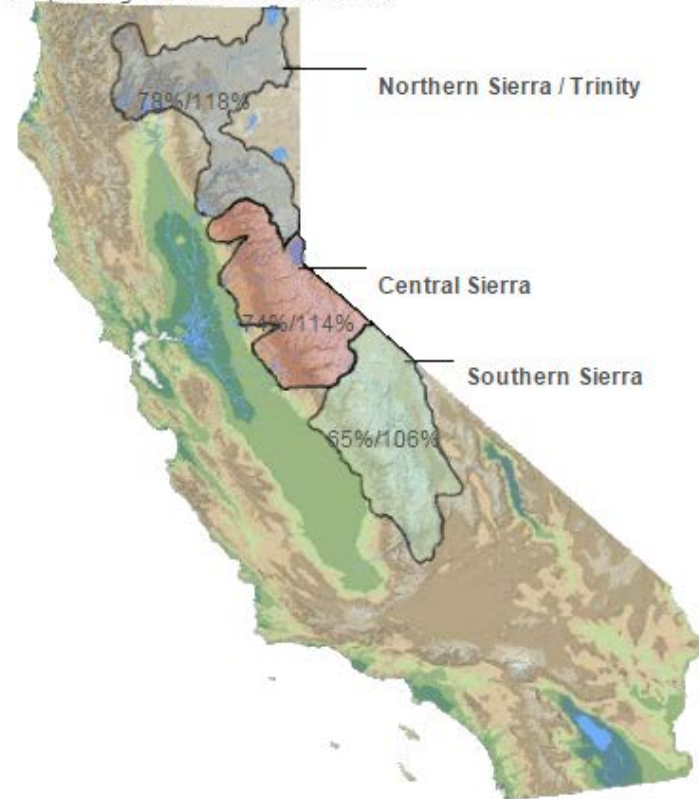 78%/118%
Northern Sierra / Trinity
Central Sierra
74%/114%
Southern Sierra
65%/106%